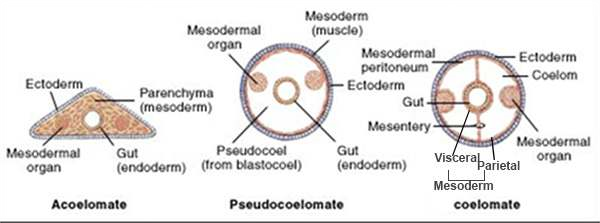 Ectoderm
Parenchyma
(mesoderm)
Mesodermal
organ
Gut
(endoderm)
Acoelomate
Mesodermal
organ
Mesoderm
(muscle)
Ectoderm
Pseudocoel
(from blastocoel)
Gut
(endoderm)
Pseudocoelomate
Mesodermal
peritoneum
Ectoderm
Coelom
Gut
Mesentery
Mesodermal
organ
Visceral
Parietal
Mesoderm
coelomate